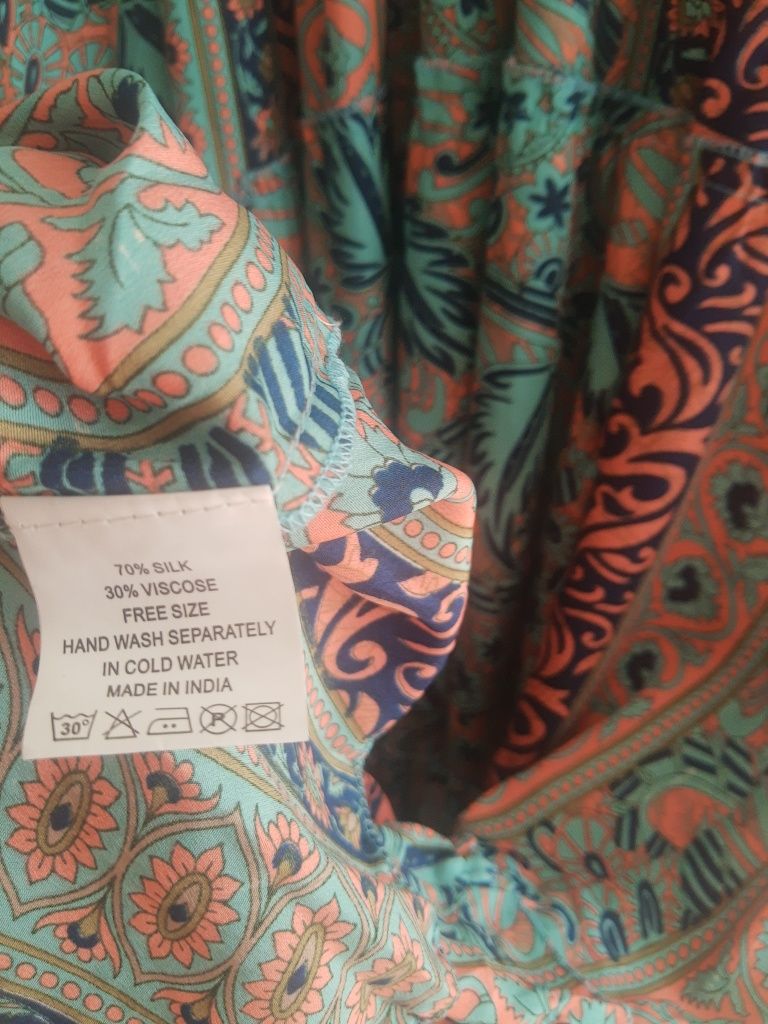 70% SILK
30% VISCOSE
FREE SIZE
HAND WASH SEPARATELY
IN COLD WATER
MADE IN INDIA
30° P